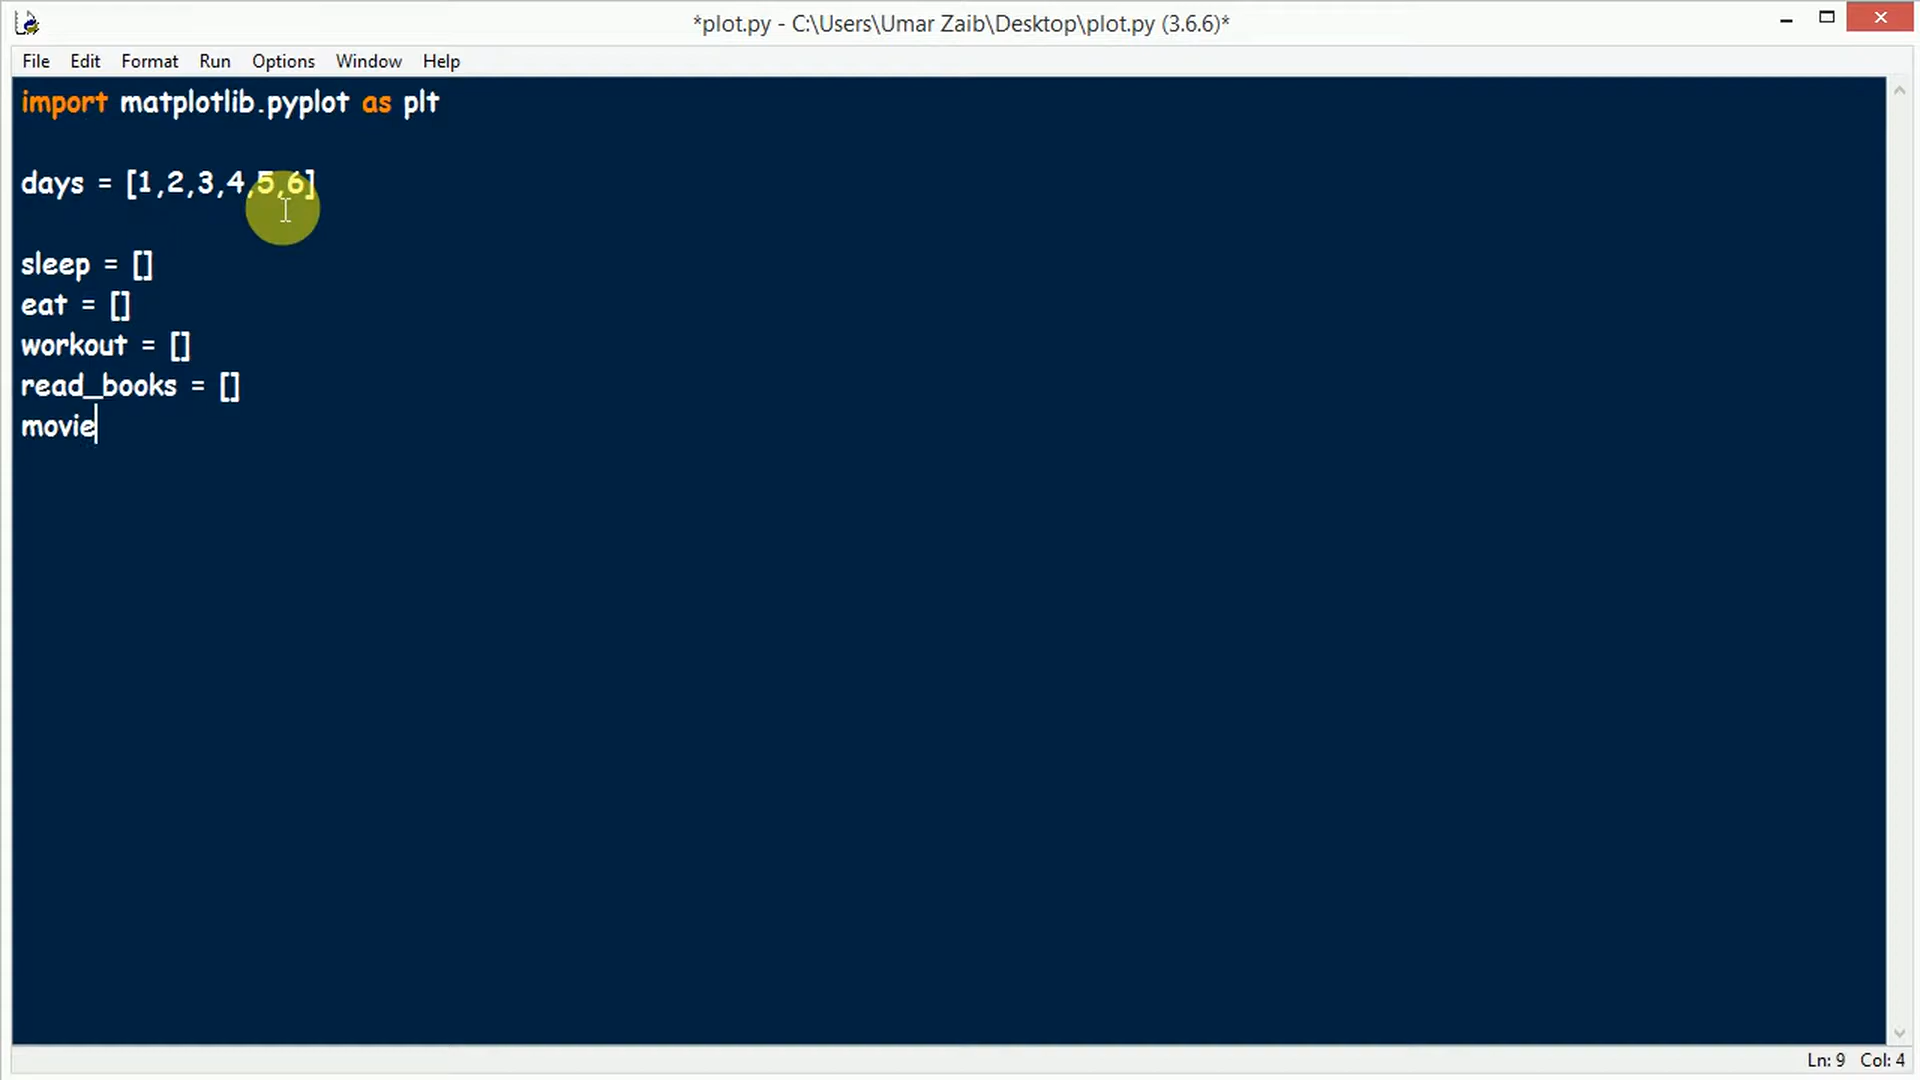 *plot.py - C:\Users\Umar Zaib\Desktop\plot.py (3.6.6)*
File Edit Format Run Options Window Help
import matplotlib.pyplot as plt
days = [1,2,3,4,5,6]
sleep = []
eat = []
workout = []
read_books = []
movie
Ln: 9 Col: 4